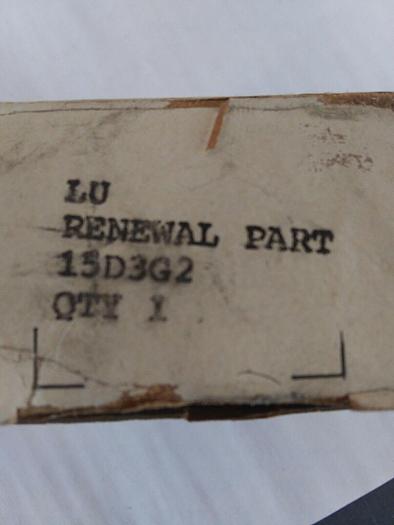 LU
RENEWAL PART
15D3G2
QTY 1